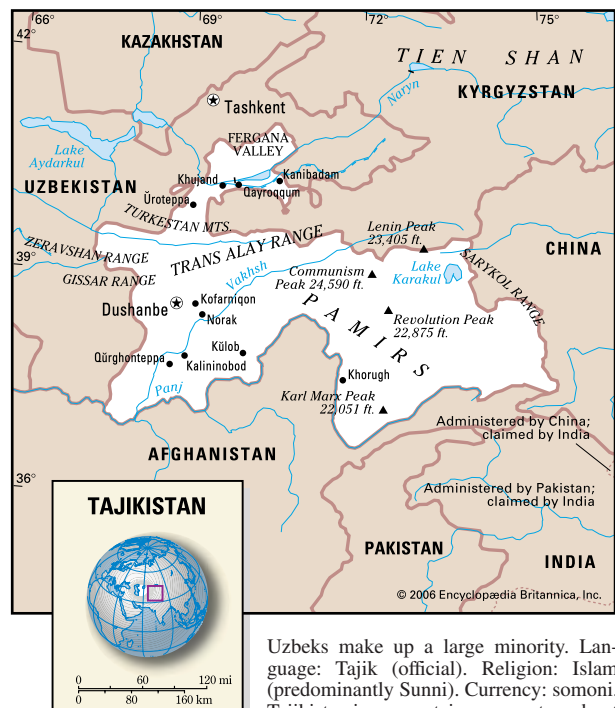 66°
69°
72°
75°
42°
KAZAKHSTAN
TIEN SHAN
Naryn
KYRGYZSTAN
Tashkent
FERGANA
VALLEY
Lake
Aydarkul
Khujand
Kanibadam
Qayroqqum
UZBEKISTAN
Ŭroteppa
TURKESTAN MTS.
Lenin Peak
23,405 ft.
CHINA
ZERAVSHAN RANGE
TRANS ALAY RANGE
39°
GISSAR RANGE
Vakhsh
Communism
Peak 24,590 ft.
Lake
Karakul
SARYKOL RANGE
Dushanbe
Kofarniqon
Norak
PAMIRS
Revolution Peak
22,875 ft.
Kŭlob
Qŭrghonteppa
Kalininobod
Khorugh
Panj
Karl Marx Peak
22,051 ft.
Administered by China;
claimed by India
AFGHANISTAN
36°
Administered by Pakistan;
claimed by India
TAJIKISTAN
PAKISTAN
INDIA
© 2006 Encyclopædia Britannica, Inc.
0 60 120 mi
0 80 160 km
Uzbeks make up a large minority. Lan-
guage: Tajik (official). Religion: Islam
(predominantly Sunni). Currency: somoni.